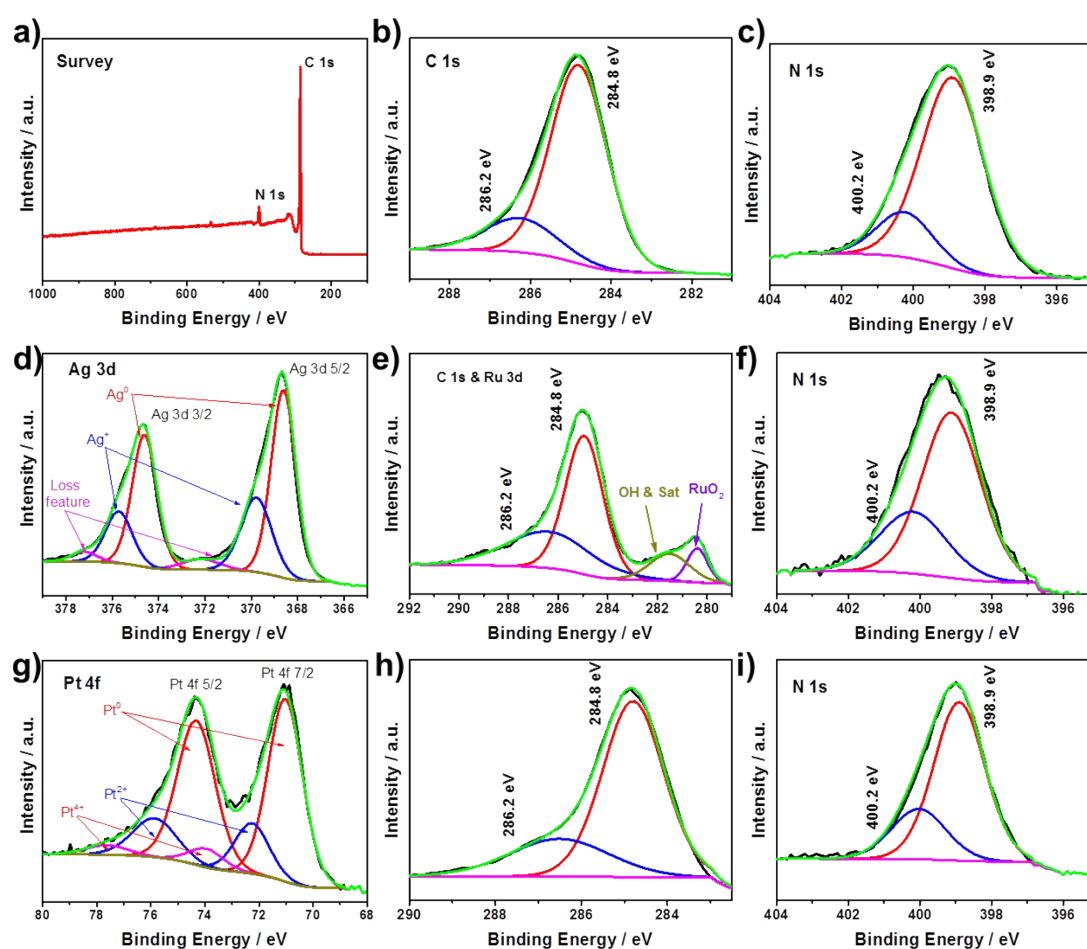 a)
Survey
C 1s
N 1s
Intensity / a.u.
1000 800 600 400 200
Binding Energy / eV
b)
C 1s
284.8 eV
286.2 eV
Intensity / a.u.
288 286 284 282
Binding Energy / eV
c)
N 1s
398.9 eV
400.2 eV
Intensity / a.u.
404 402 400 398 396
Binding Energy / eV
d)
Ag 3d
Ag 3d 5/2
Ag⁰
Ag 3d 3/2
Ag⁺
Loss
feature
Intensity / a.u.
378 376 374 372 370 368 366
Binding Energy / eV
e)
C 1s & Ru 3d
284.8 eV
286.2 eV
OH & Sat
RuO₂
Intensity / a.u.
292 290 288 286 284 282 280
Binding Energy / eV
f)
N 1s
398.9 eV
400.2 eV
Intensity / a.u.
404 402 400 398 396
Binding Energy / eV
g)
Pt 4f
Pt 4f 5/2
Pt 4f 7/2
Pt⁰
Pt²⁺
Pt⁴⁺
Intensity / a.u.
80 78 76 74 72 70 68
Binding Energy / eV
h)
284.8 eV
286.2 eV
Intensity / a.u.
290 288 286 284
Binding Energy / eV
i)
N 1s
398.9 eV
400.2 eV
Intensity / a.u.
404 402 400 398 396
Binding Energy / eV